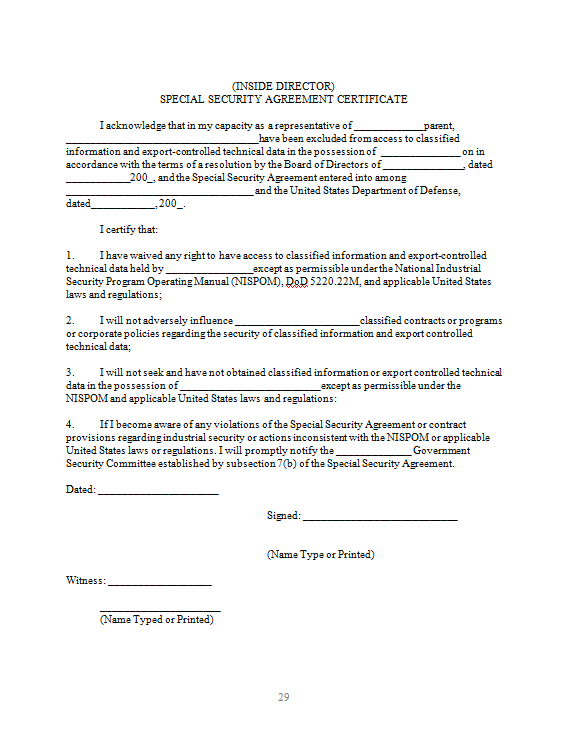 (INSIDE DIRECTOR)
SPECIAL SECURITY AGREEMENT CERTIFICATE
I acknowledge that in my capacity as a representative of _____________parent,
___________________________________have been excluded from access to classified
information and export-controlled technical data in the possession of _______________ on in
accordance with the terms of a resolution by the Board of Directors of _______________, dated
____________200_, and the Special Security Agreement entered into among
___________________________________and the United States Department of Defense,
dated____________,200_.
I certify that:
1. I have waived any right to have access to classified information and export-controlled
technical data held by ________________except as permissible under the National Industrial
Security Program Operating Manual (NISPOM), DoD 5220.22M, and applicable United States
laws and regulations;
2. I will not adversely influence _______________________classified contracts or programs
or corporate policies regarding the security of classified information and export controlled
technical data;
3. I will not seek and have not obtained classified information or export controlled technical
data in the possession of __________________________except as permissible under the
NISPOM and applicable United States laws and regulations:
4. If I become aware of any violations of the Special Security Agreement or contract
provisions regarding industrial security or actions inconsistent with the NISPOM or applicable
United States laws or regulations. I will promptly notify the ______________ Government
Security Committee established by subsection 7(b) of the Special Security Agreement.
Dated: ______________________
Signed: ____________________________
(Name Type or Printed)
Witness: ___________________
______________________
(Name Typed or Printed)
29